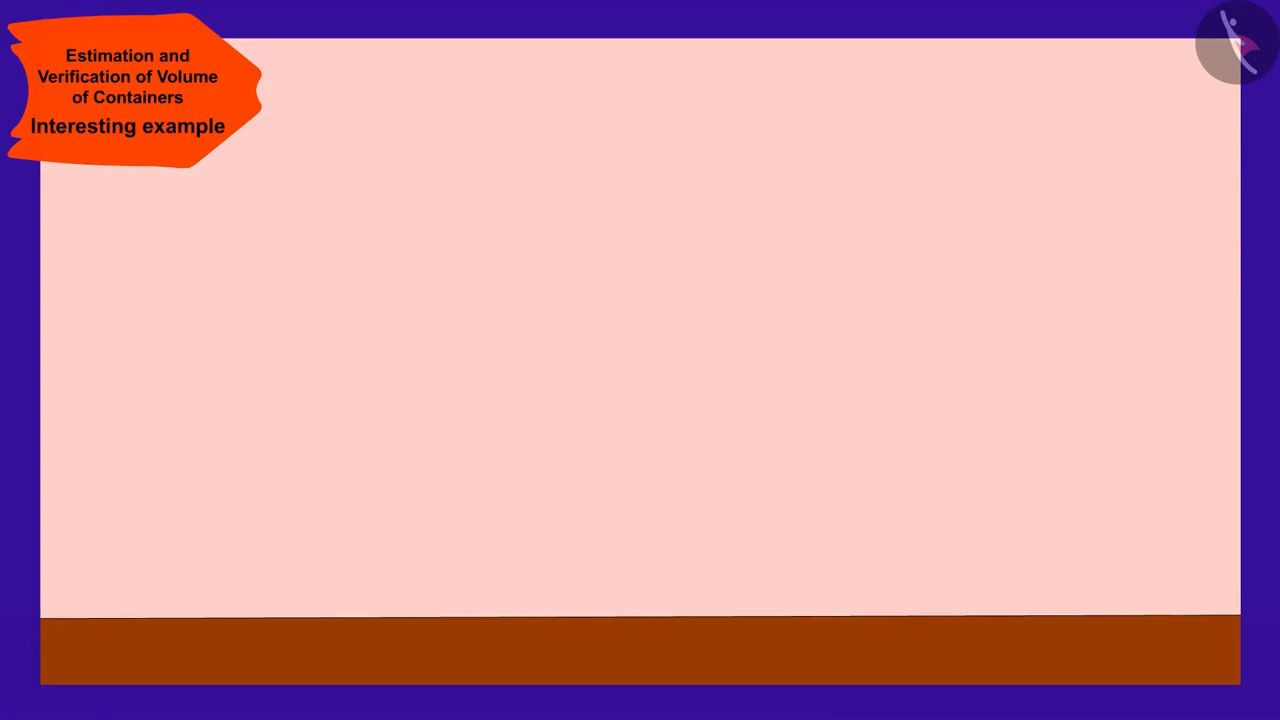 Estimation and
Verification of Volume
of Containers
Interesting example